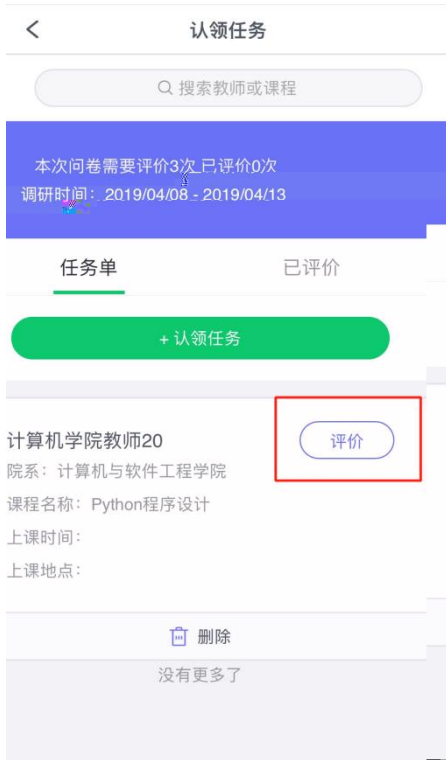 认领任务
搜索教师或课程
本次问卷需要评价3次 已评价0次
调研时间：2019/04/08 - 2019/04/13
任务单 已评价
+ 认领任务
计算机学院教师20 评价
院系：计算机与软件工程学院
课程名称：Python程序设计
上课时间：
上课地点：
删除
没有更多了